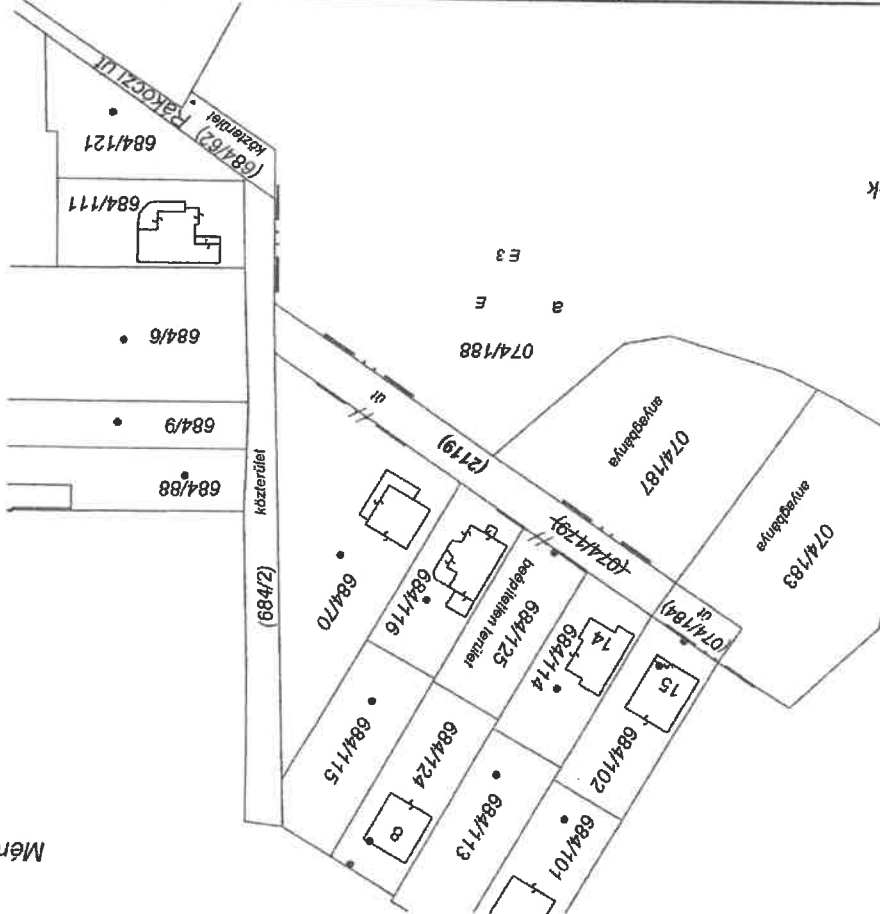 Mér
684/101
684/113
8
684/124
684/102
684/115
15
14
684/114
684/125
beépítetlen terület
684/116
684/70
(684/2)
közterület
(074/184)
út
074/183
anyagbánya
074/187
anyagbánya
(074/179)
(2119)
út
684/88
684/9
684/6
074/188
a
E
E 3
k
684/111
684/121
(684/62) Rákóczi út
közterület